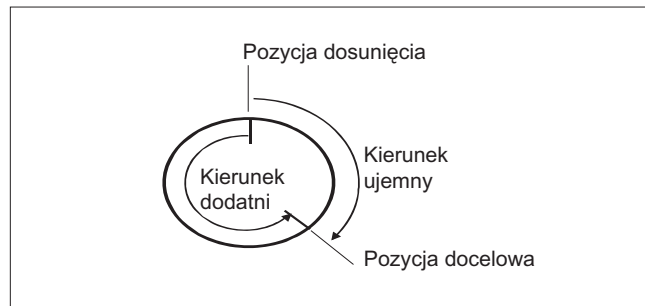 Pozycja dosunięcia
Kierunek
ujemny
Kierunek
dodatni
Pozycja docelowa